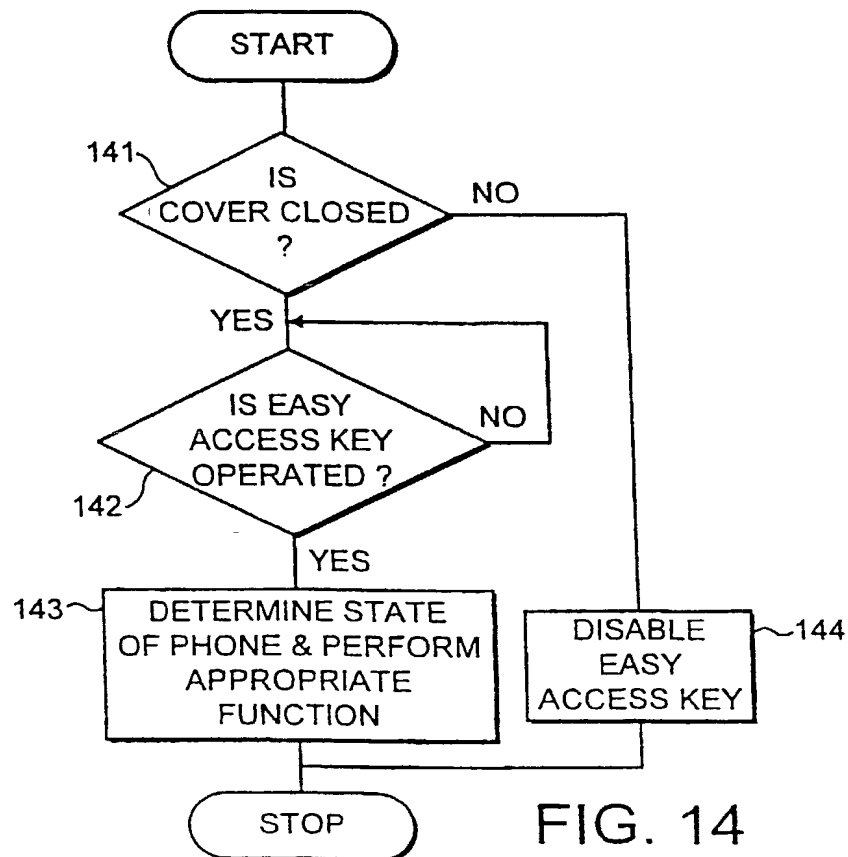 START
141
IS
COVER CLOSED
?
NO
YES
IS EASY
ACCESS KEY
OPERATED ?
NO
142
YES
143
DETERMINE STATE
OF PHONE & PERFORM
APPROPRIATE
FUNCTION
DISABLE
EASY
ACCESS KEY
144
STOP
FIG. 14